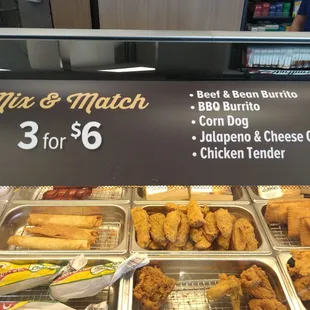 Mix & Match
3 for $6
• Beef & Bean Burrito
• BBQ Burrito
• Corn Dog
• Jalapeno & Cheese
• Chicken Tender